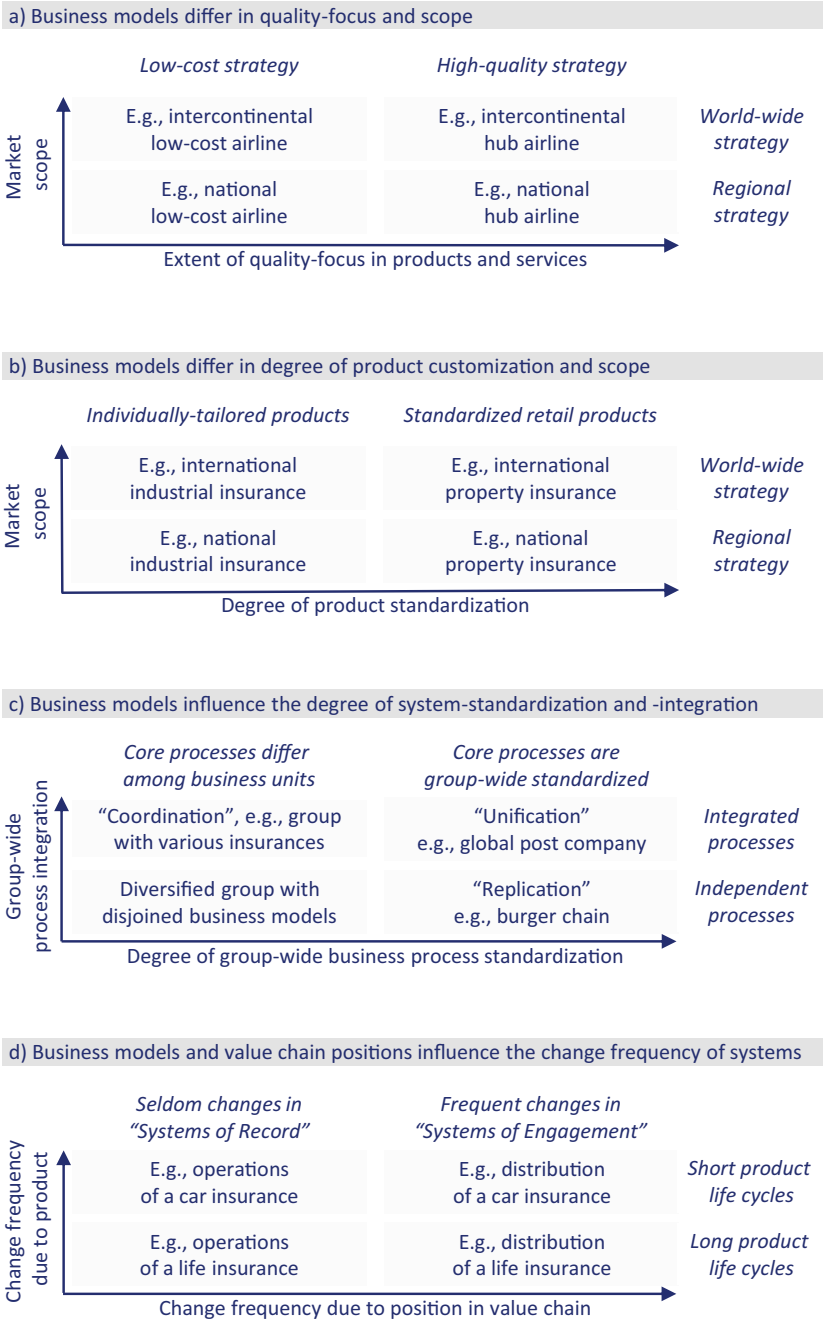 a) Business models differ in quality-focus and scope
Low-cost strategy
High-quality strategy
Market
scope
E.g., intercontinental
low-cost airline
E.g., intercontinental
hub airline
World-wide
strategy
E.g., national
low-cost airline
E.g., national
hub airline
Regional
strategy
Extent of quality-focus in products and services
b) Business models differ in degree of product customization and scope
Individually-tailored products
Standardized retail products
Market
scope
E.g., international
industrial insurance
E.g., international
property insurance
World-wide
strategy
E.g., national
industrial insurance
E.g., national
property insurance
Regional
strategy
Degree of product standardization
c) Business models influence the degree of system-standardization and -integration
Core processes differ
among business units
Core processes are
group-wide standardized
Group-wide
process integration
“Coordination”, e.g., group
with various insurances
“Unification”
e.g., global post company
Integrated
processes
Diversified group with
disjoined business models
“Replication”
e.g., burger chain
Independent
processes
Degree of group-wide business process standardization
d) Business models and value chain positions influence the change frequency of systems
Seldom changes in
“Systems of Record”
Frequent changes in
“Systems of Engagement”
Change frequency
due to product
E.g., operations
of a car insurance
E.g., distribution
of a car insurance
Short product
life cycles
E.g., operations
of a life insurance
E.g., distribution
of a life insurance
Long product
life cycles
Change frequency due to position in value chain